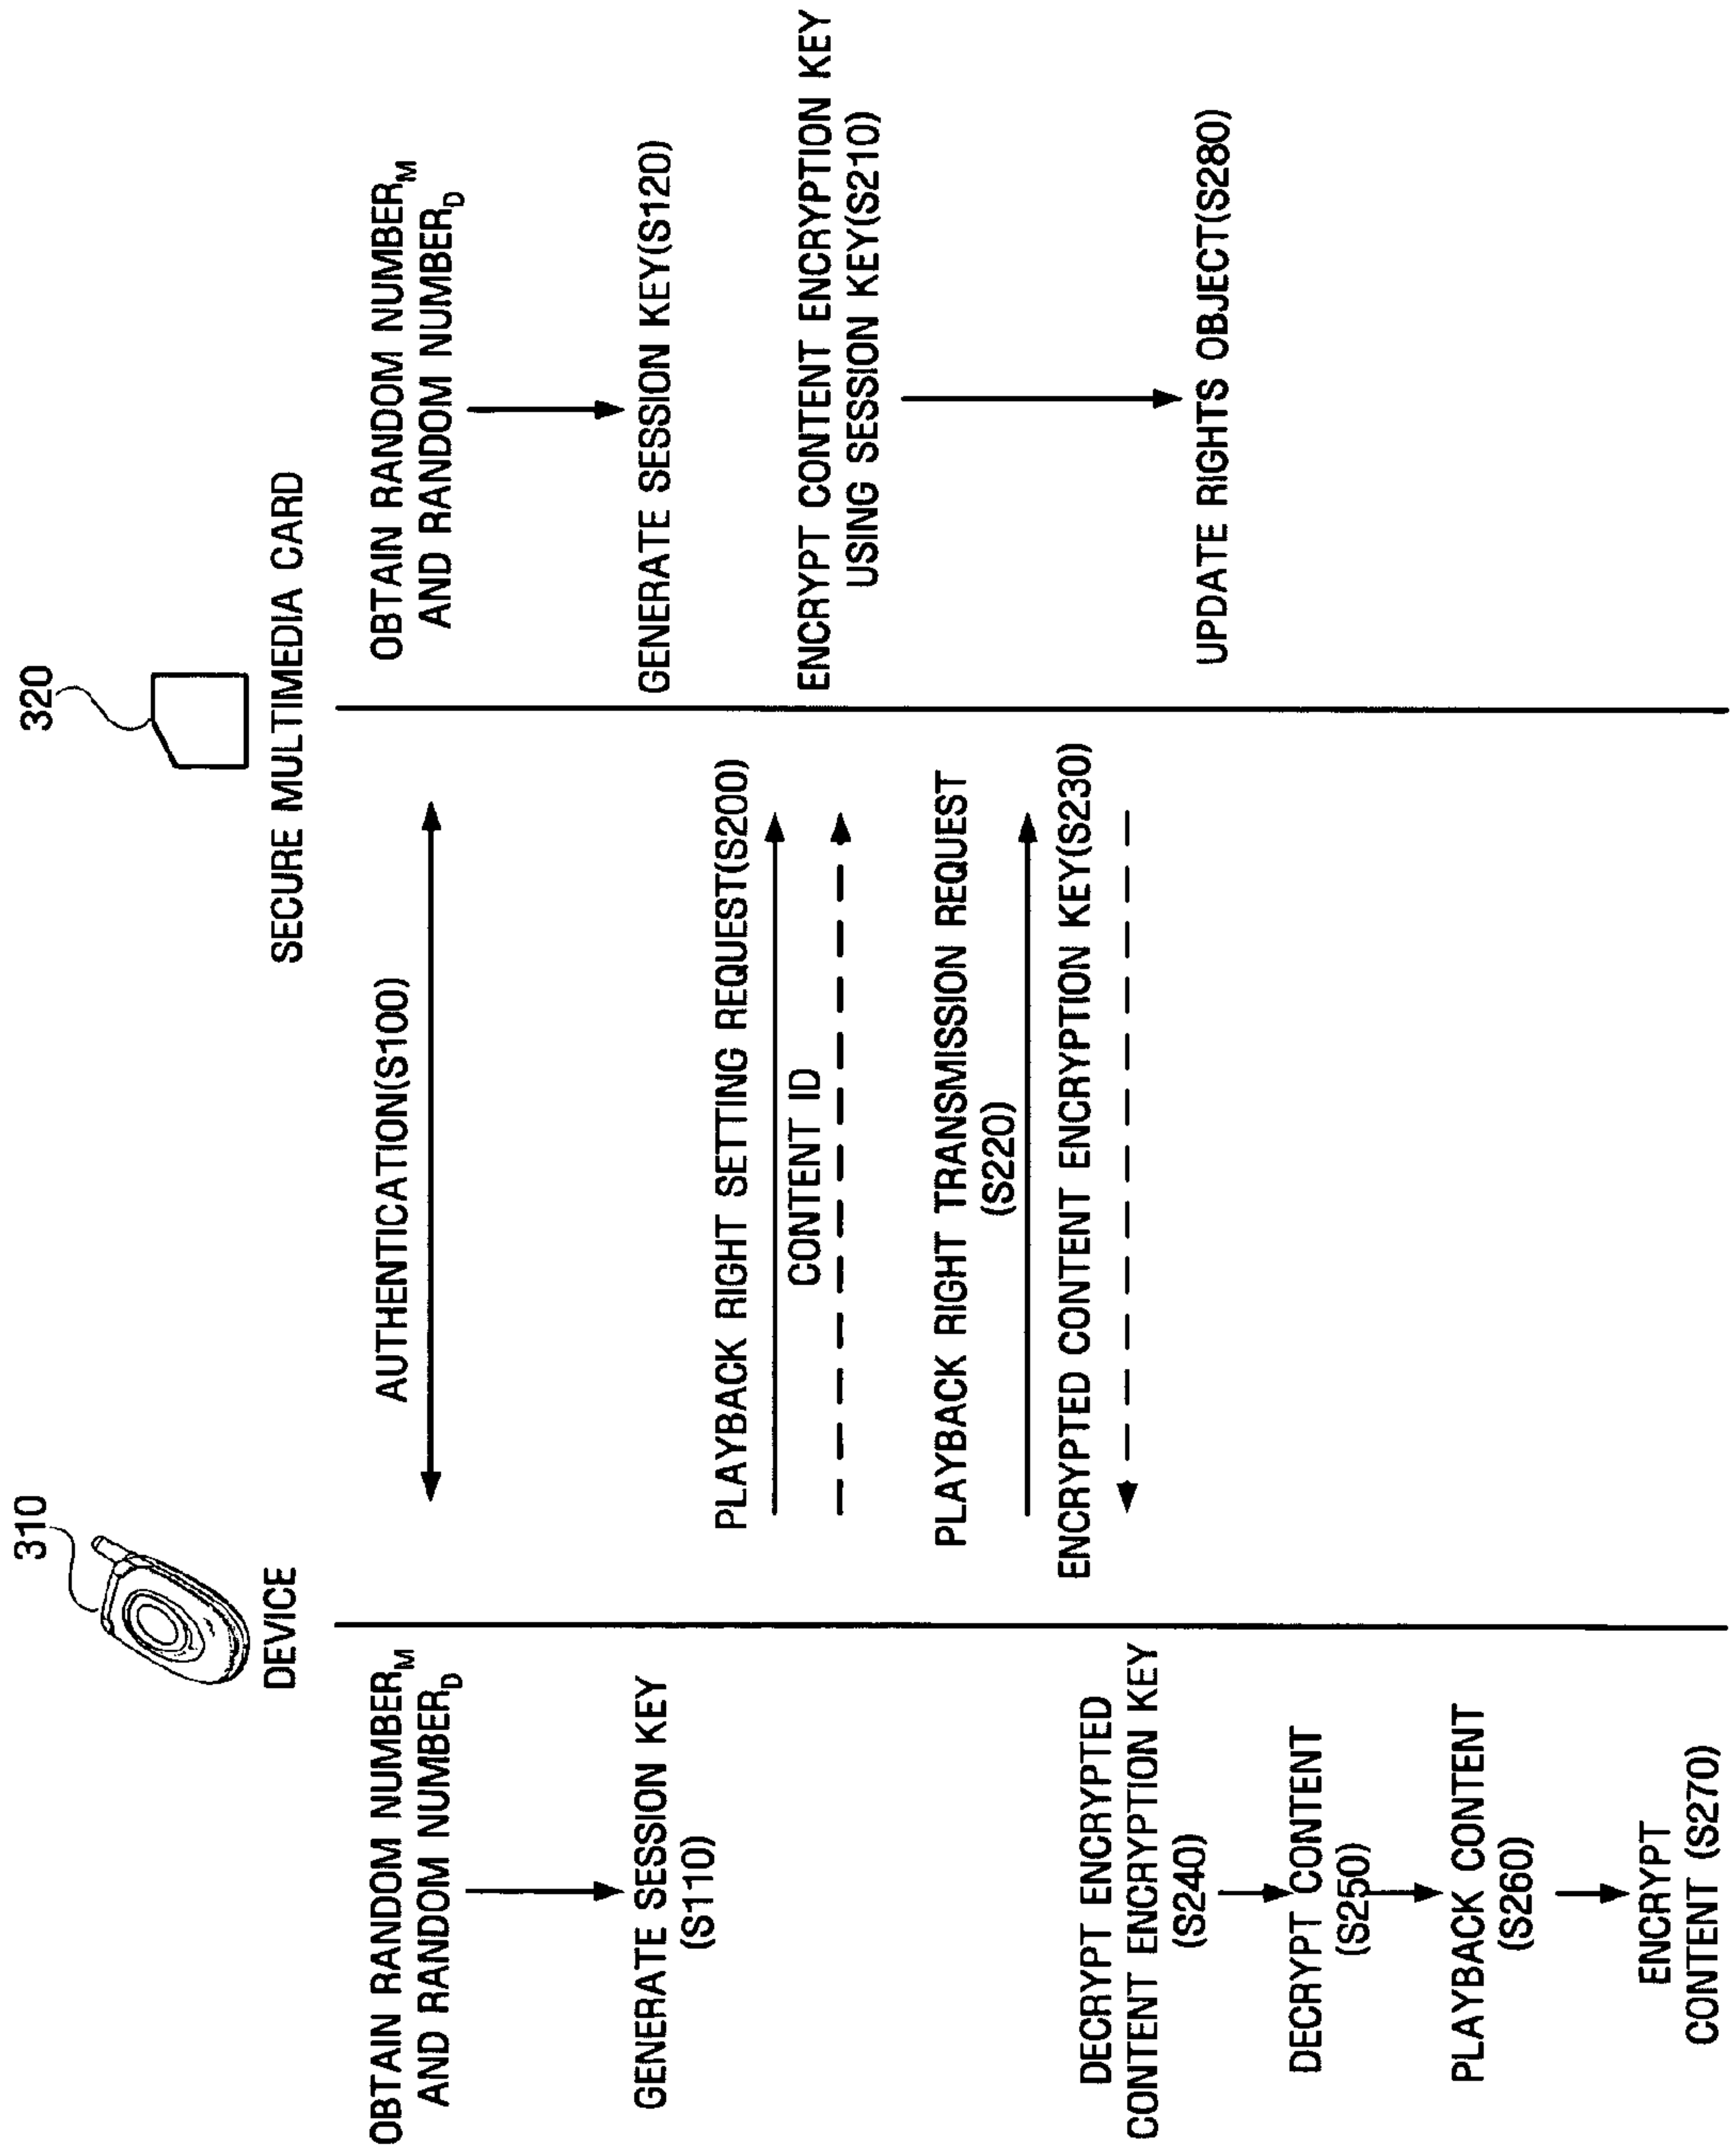 310
DEVICE
320
SECURE MULTIMEDIA CARD
OBTAIN RANDOM NUMBERM
AND RANDOM NUMBERD
AUTHENTICATION(S100)
OBTAIN RANDOM NUMBERM
AND RANDOM NUMBERD
GENERATE SESSION KEY
(S110)
GENERATE SESSION KEY(S120)
PLAYBACK RIGHT SETTING REQUEST(S200)
CONTENT ID
ENCRYPT CONTENT ENCRYPTION KEY
USING SESSION KEY(S210)
PLAYBACK RIGHT TRANSMISSION REQUEST
(S220)
ENCRYPTED CONTENT ENCRYPTION KEY(S230)
DECRYPT ENCRYPTED
CONTENT ENCRYPTION KEY
(S240)
DECRYPT CONTENT
(S250)
PLAYBACK CONTENT
(S260)
ENCRYPT
CONTENT (S270)
UPDATE RIGHTS OBJECT(S280)